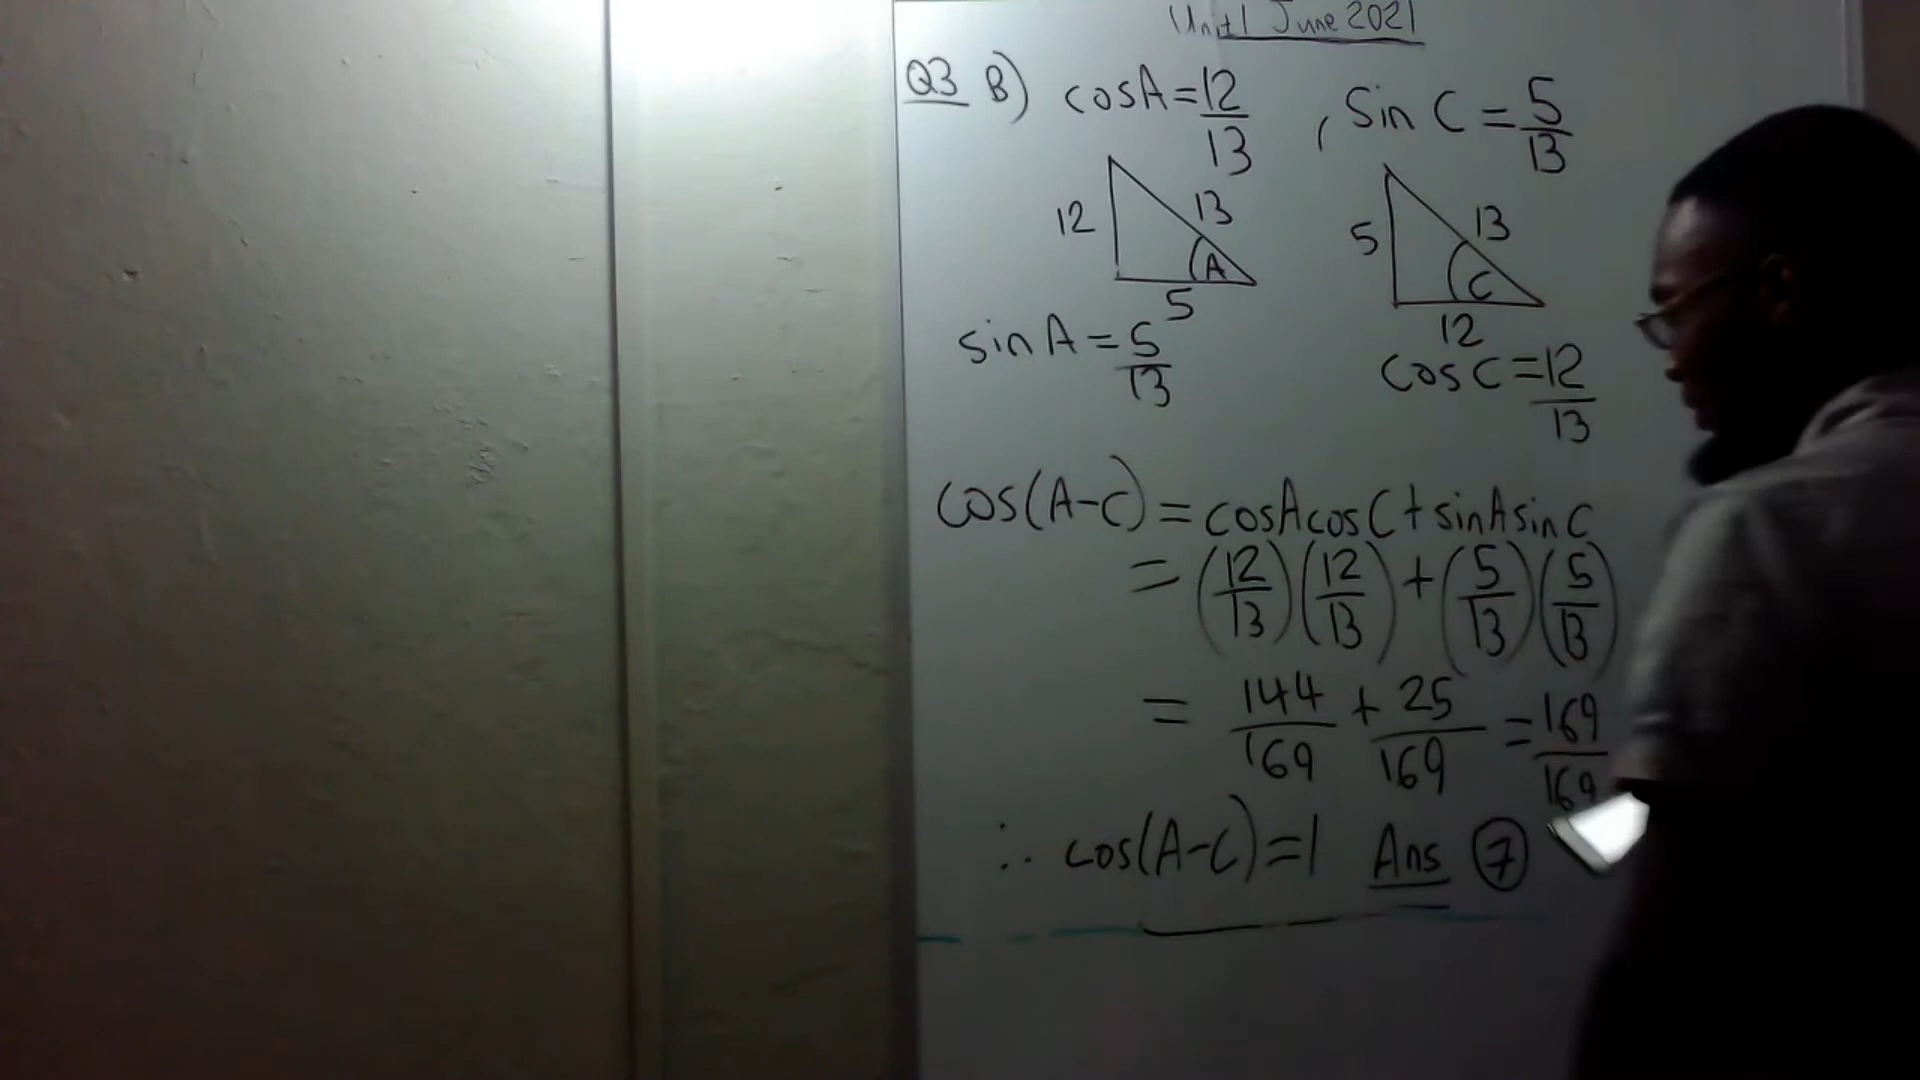 Unit 1 June 2021
Q3 B) cosA = 12/13 , Sin C = 5/13
12 13 A 5
5 13 C 12
sin A = 5/13
cos C = 12/13
cos(A-C) = cosAcosC + sinAsinC
= (12/13)(12/13) + (5/13)(5/13)
= 144/169 + 25/169 = 169/169
∴ cos(A-C) = 1 Ans 7